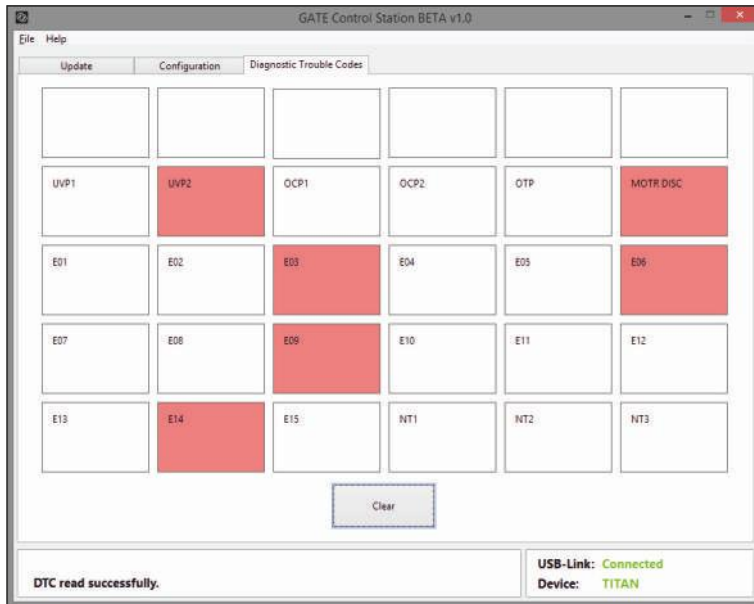 GATE Control Station BETA v1.0
File Help
Update Configuration Diagnostic Trouble Codes
UVP1 UVP2 OCP1 OCP2 OTP MOTR DISC
E01 E02 E03 E04 E05 E06
E07 E08 E09 E10 E11 E12
E13 E14 E15 NT1 NT2 NT3
Clear
DTC read successfully.
USB-Link: Connected
Device: TITAN